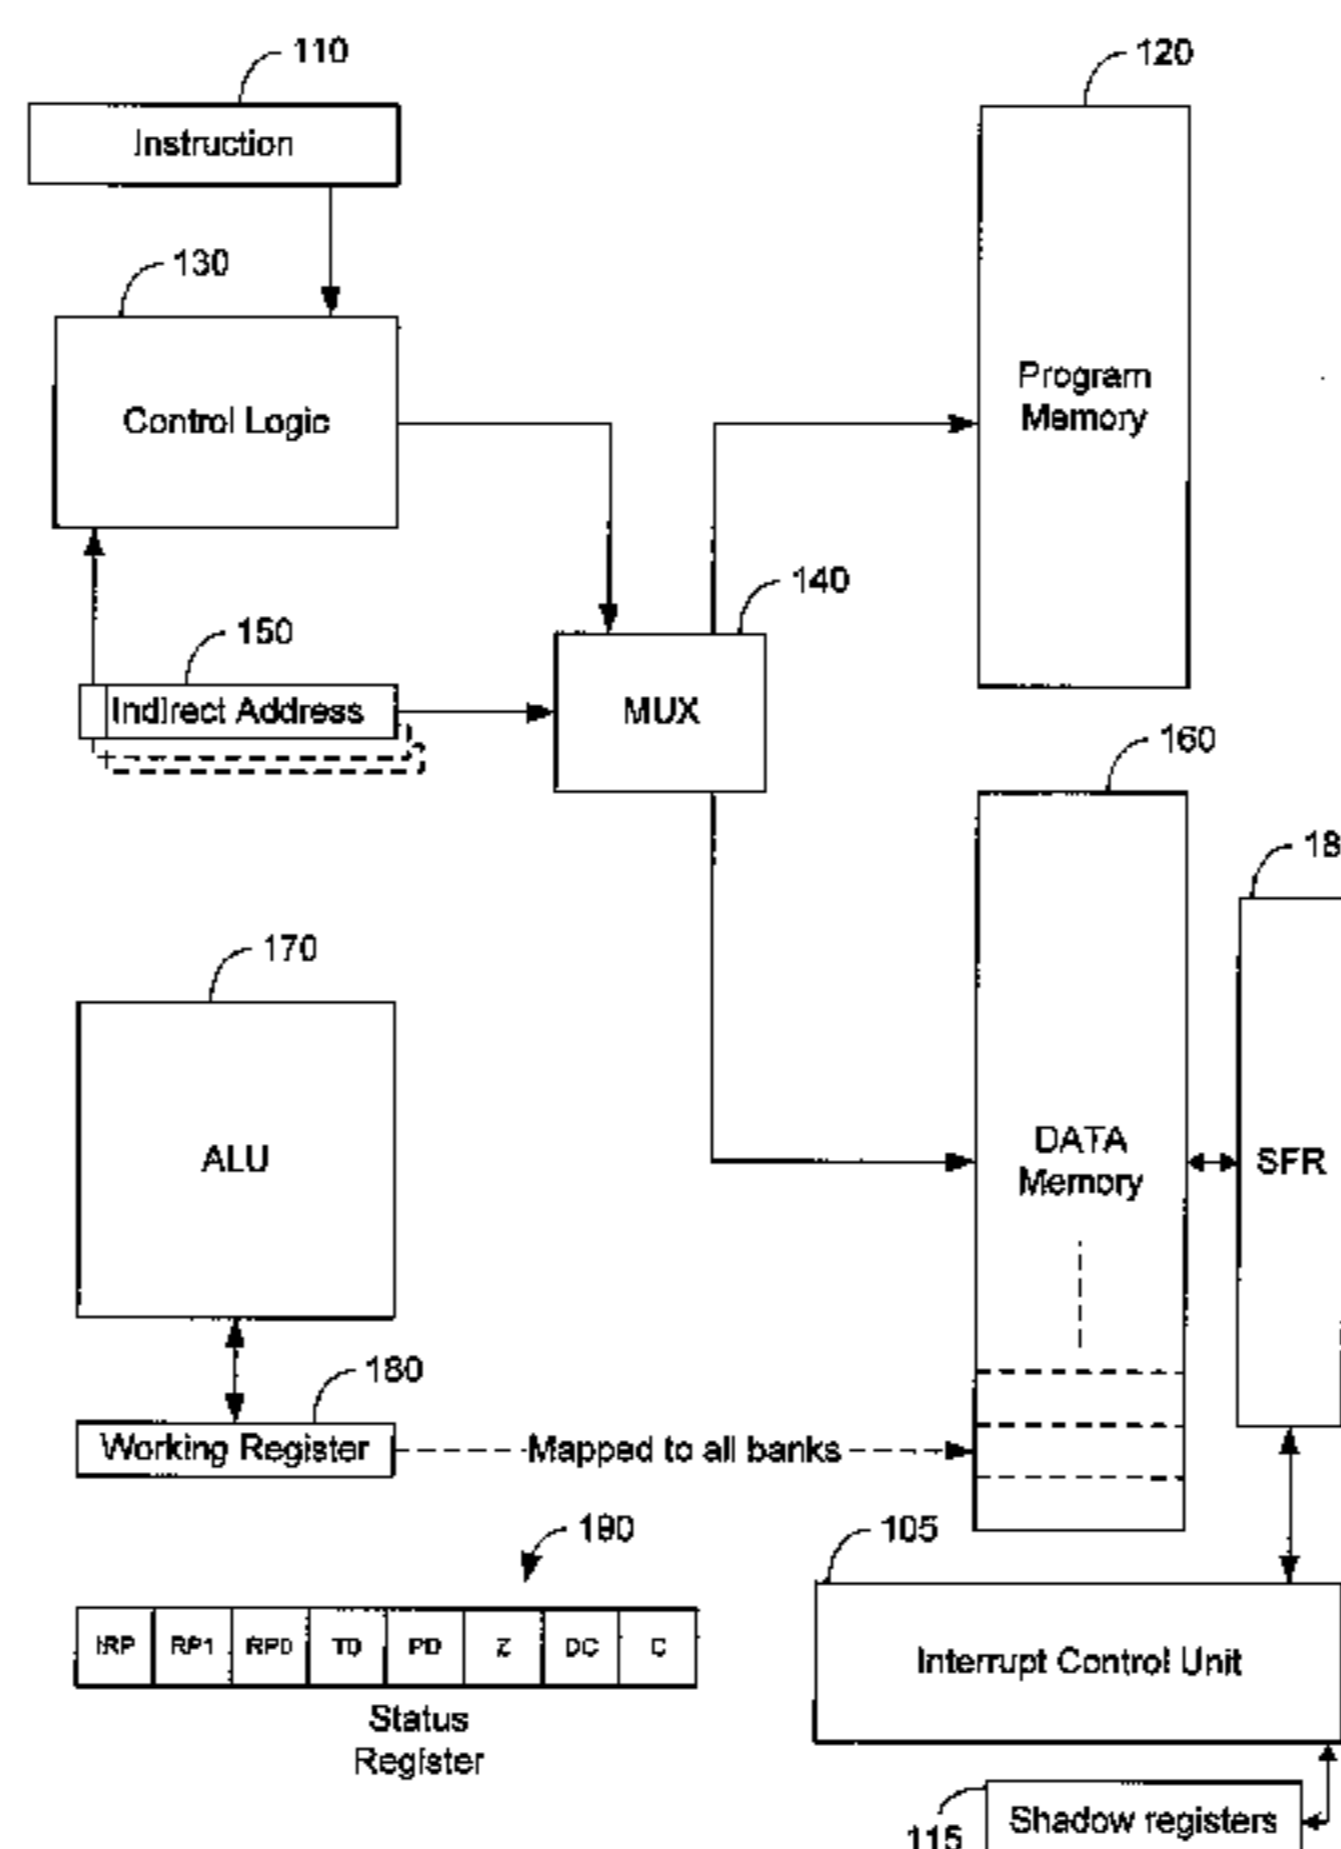 110
120
Instruction
130
Program
Memory
Control Logic
140
150
Indirect Address
MUX
160
18
170
DATA
Memory
SFR
ALU
180
Working Register
Mapped to all banks
190
105
IRP RP1 RP0 TO PD Z DC C
Interrupt Control Unit
Status
Register
Shadow registers
115